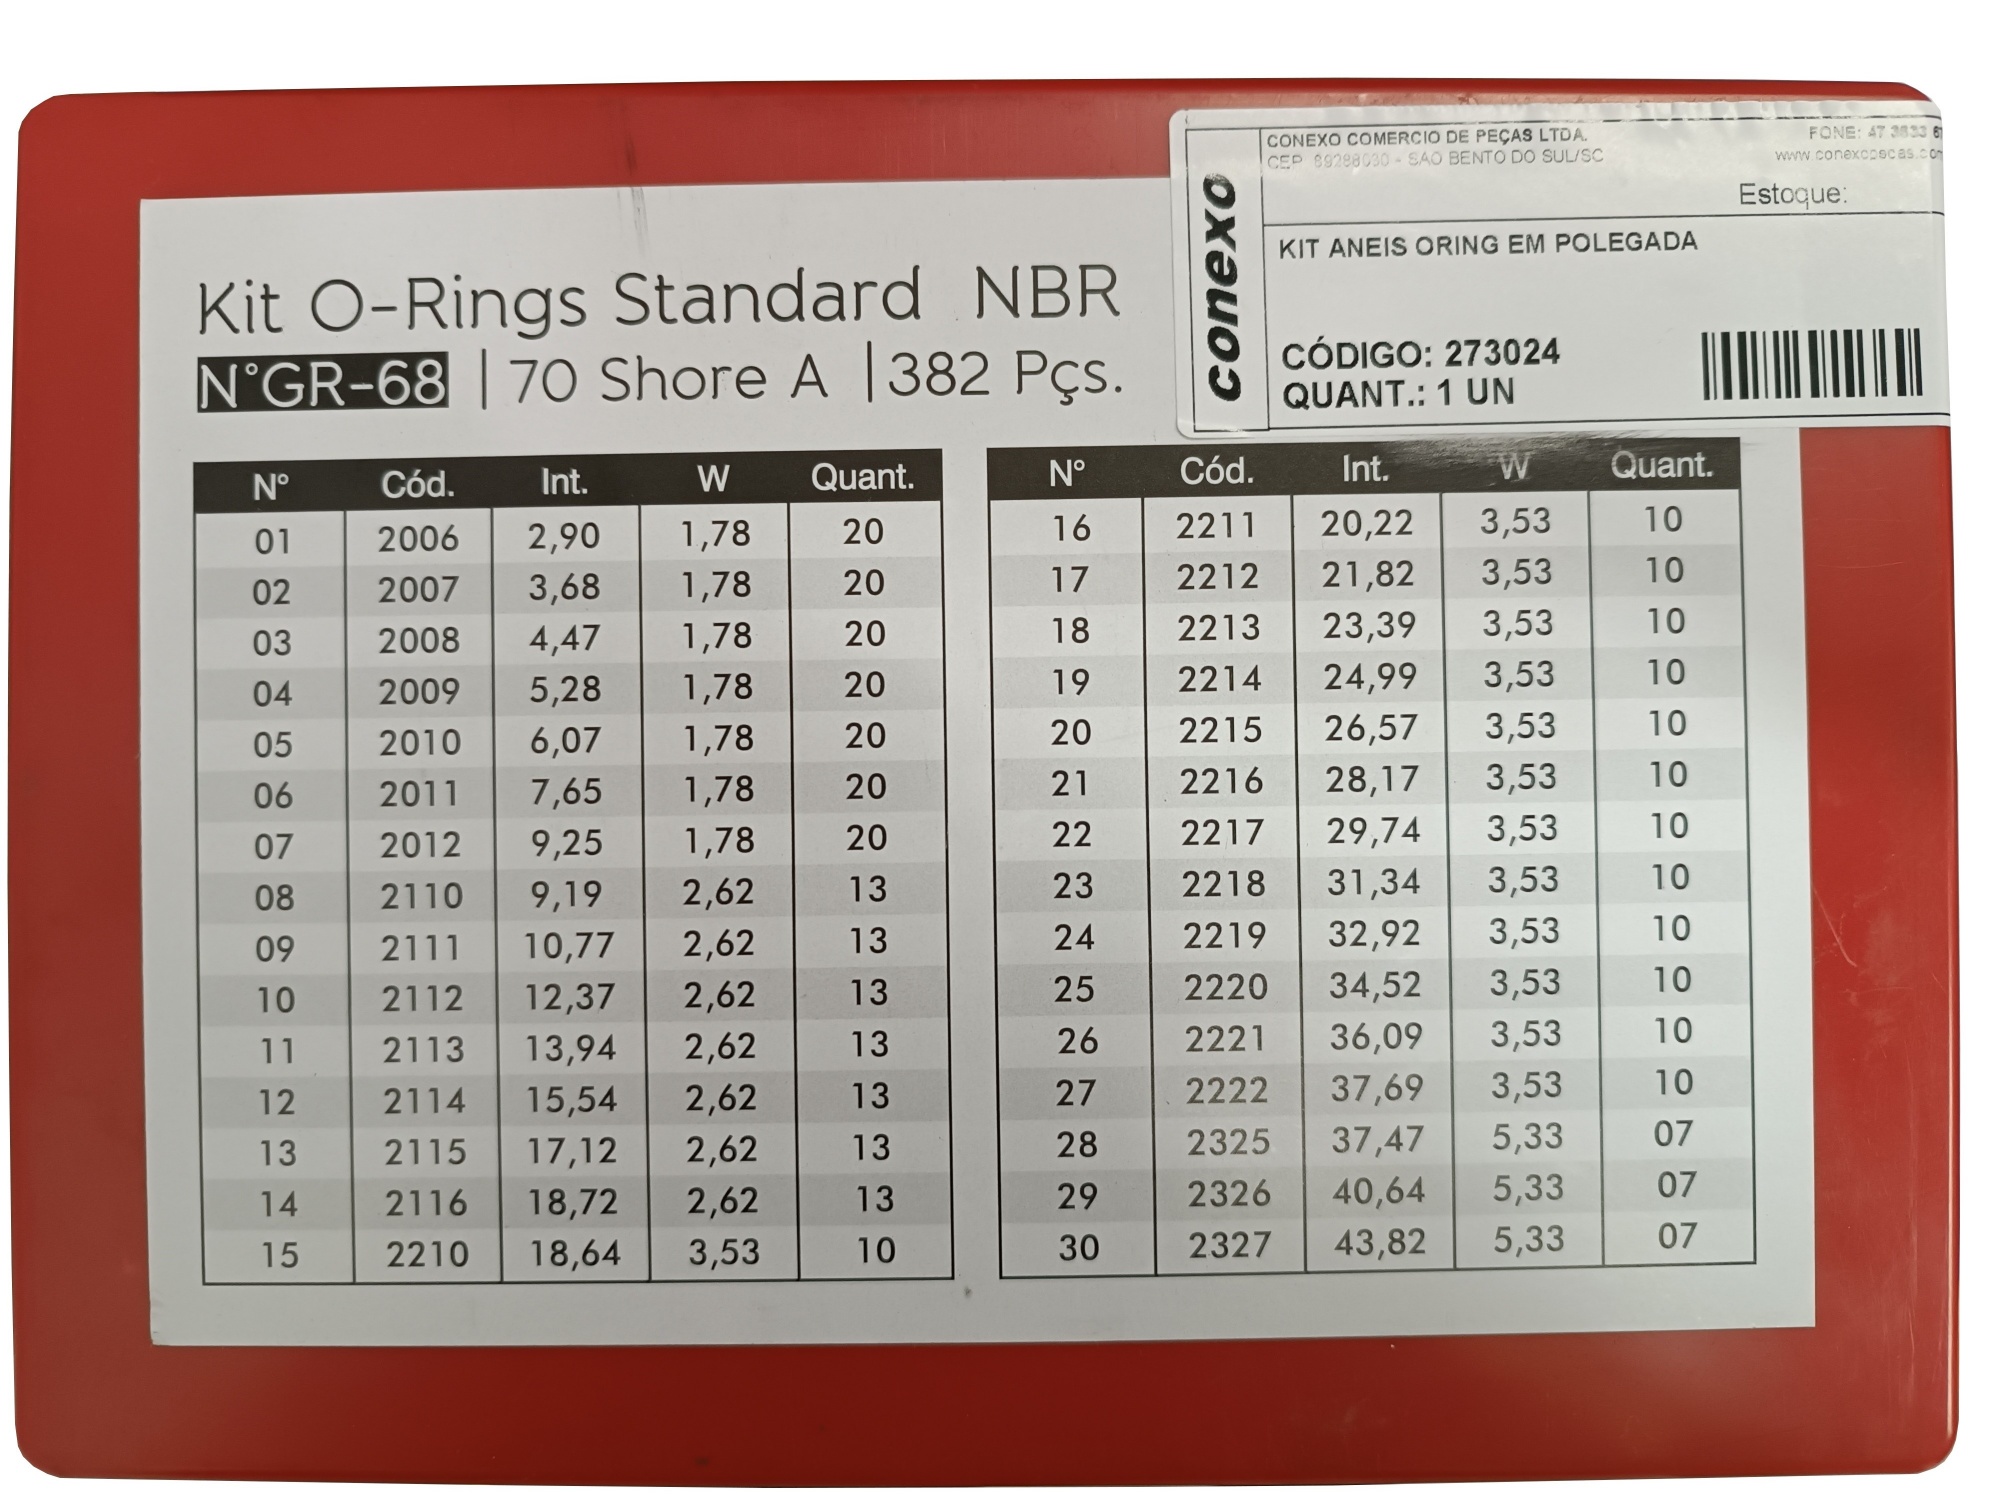 CONEXO COMERCIO DE PEÇAS LTDA.
CEP 89288030 - SAO BENTO DO SUL/SC
FONE: 47 3633
Estoque:
conexo
KIT ANEIS ORING EM POLEGADA
CÓDIGO: 273024
QUANT.: 1 UN
Kit O-Rings Standard NBR
N°GR-68 | 70 Shore A | 382 Pçs.
N° Cód. Int. W Quant.
01 2006 2,90 1,78 20
02 2007 3,68 1,78 20
03 2008 4,47 1,78 20
04 2009 5,28 1,78 20
05 2010 6,07 1,78 20
06 2011 7,65 1,78 20
07 2012 9,25 1,78 20
08 2110 9,19 2,62 13
09 2111 10,77 2,62 13
10 2112 12,37 2,62 13
11 2113 13,94 2,62 13
12 2114 15,54 2,62 13
13 2115 17,12 2,62 13
14 2116 18,72 2,62 13
15 2210 18,64 3,53 10
N° Cód. Int. W Quant.
16 2211 20,22 3,53 10
17 2212 21,82 3,53 10
18 2213 23,39 3,53 10
19 2214 24,99 3,53 10
20 2215 26,57 3,53 10
21 2216 28,17 3,53 10
22 2217 29,74 3,53 10
23 2218 31,34 3,53 10
24 2219 32,92 3,53 10
25 2220 34,52 3,53 10
26 2221 36,09 3,53 10
27 2222 37,69 3,53 10
28 2325 37,47 5,33 07
29 2326 40,64 5,33 07
30 2327 43,82 5,33 07